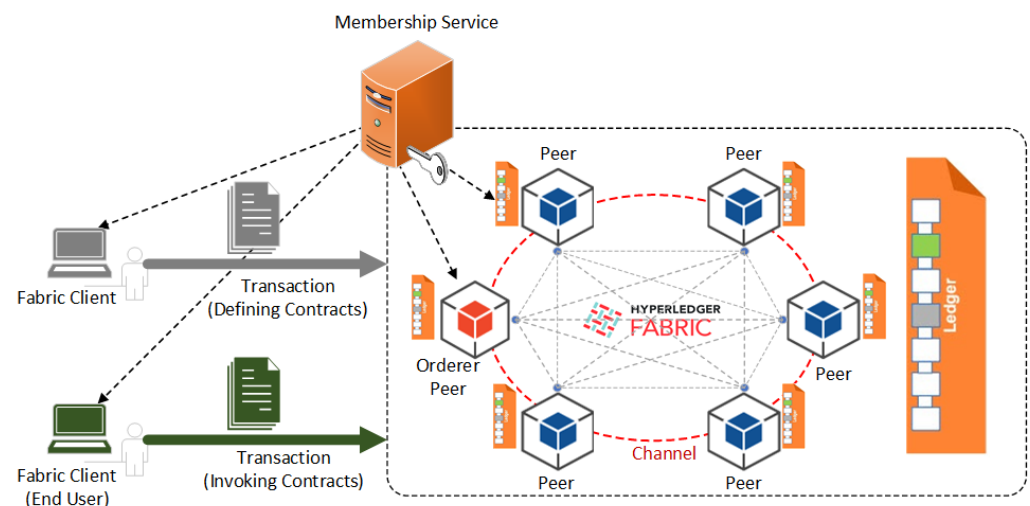 Membership Service
Peer
Peer
Fabric Client
Transaction
(Defining Contracts)
HYPERLEDGER
FABRIC
Ledger
Orderer
Peer
Peer
Fabric Client
(End User)
Transaction
(Invoking Contracts)
Channel
Peer
Peer